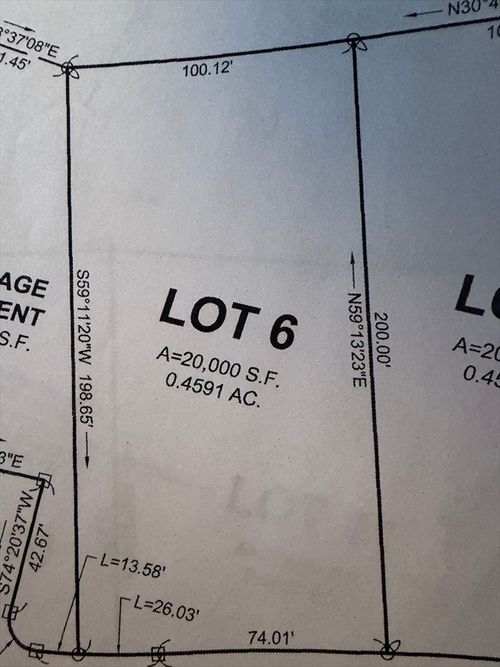 N30°4
°37'08"E
1.45'
100.12'
10
S59°11'20"W 198.65'
N59°13'23"E
200.00'
AGE
ENT
S.F.
LOT 6
A=20,000 S.F.
0.4591 AC.
L
A=20
0.45
3"E
S74°20'37"W
42.67'
L=13.58'
L=26.03'
74.01'